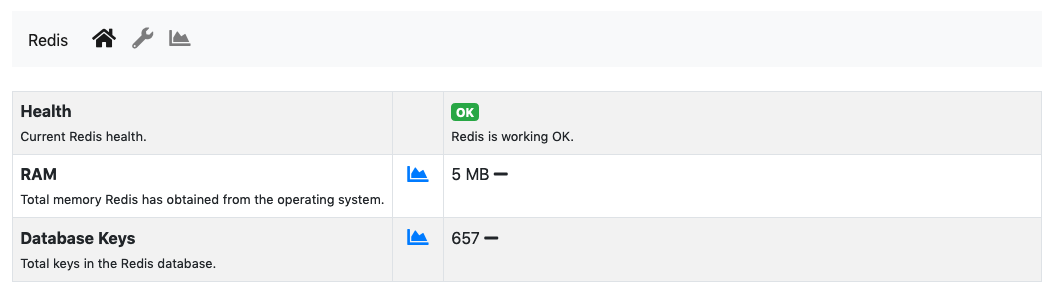 Redis
Health
Current Redis health.
OK
Redis is working OK.
RAM
Total memory Redis has obtained from the operating system.
5 MB
Database Keys
Total keys in the Redis database.
657